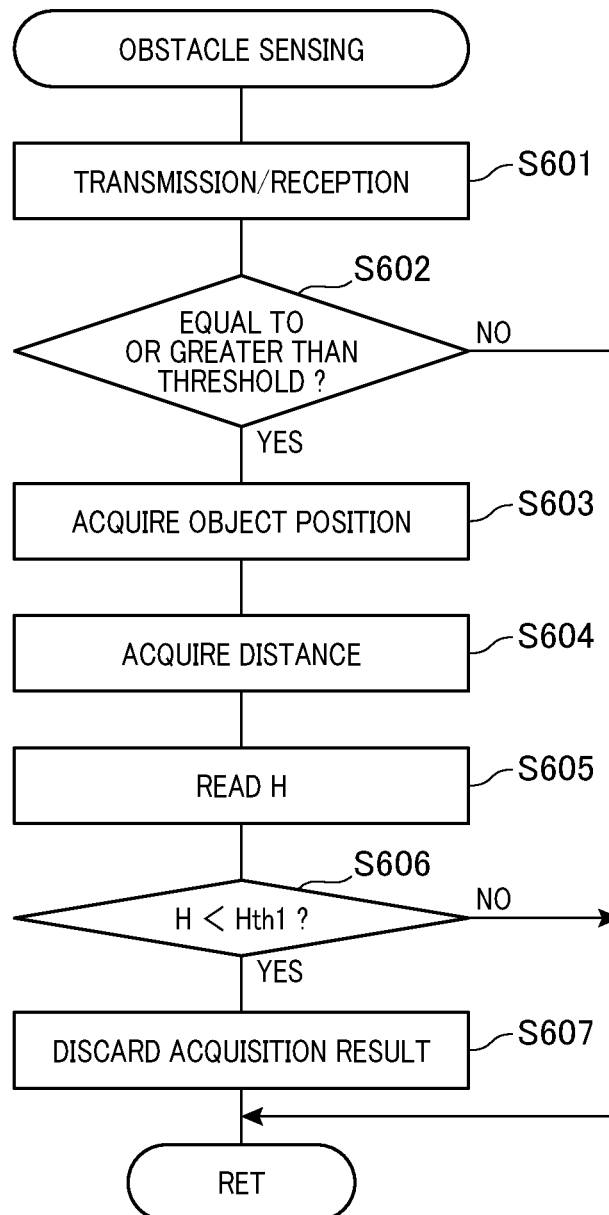 OBSTACLE SENSING
TRANSMISSION/RECEPTION
S601
S602
EQUAL TO
OR GREATER THAN
THRESHOLD ?
NO
YES
ACQUIRE OBJECT POSITION
S603
ACQUIRE DISTANCE
S604
READ H
S605
S606
H < Hth1 ?
NO
YES
DISCARD ACQUISITION RESULT
S607
RET